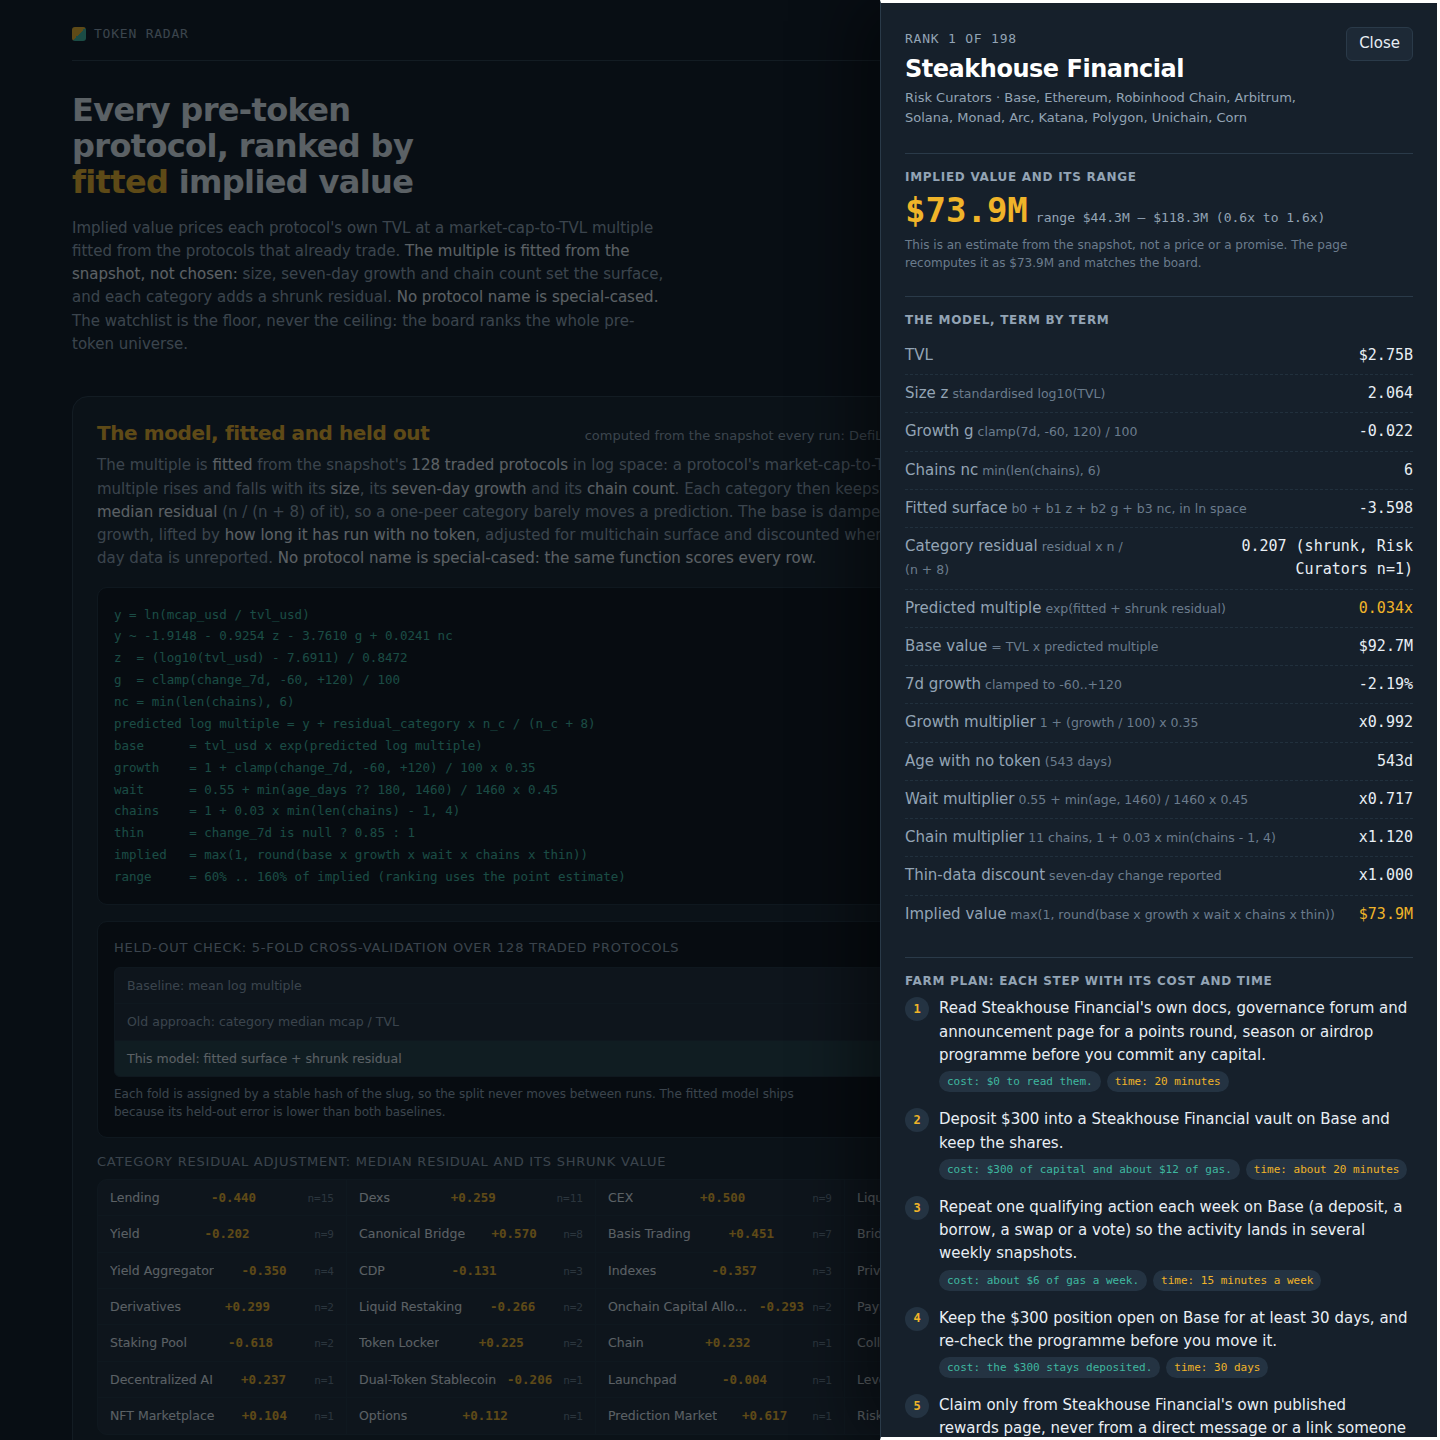 TOKEN RADAR
Every pre-token
protocol, ranked by
fitted implied value
Implied value prices each protocol's own TVL at a market-cap-to-TVL multiple
fitted from the protocols that already trade. The multiple is fitted from the
snapshot, not chosen: size, seven-day growth and chain count set the surface,
and each category adds a shrunk residual. No protocol name is special-cased.
The watchlist is the floor, never the ceiling: the board ranks the whole pre-
token universe.
The model, fitted and held out
computed from the snapshot every run: DefiL
The multiple is fitted from the snapshot's 128 traded protocols in log space: a protocol's market-cap-to-T
multiple rises and falls with its size, its seven-day growth and its chain count. Each category then keeps
median residual (n / (n + 8) of it), so a one-peer category barely moves a prediction. The base is dampe
growth, lifted by how long it has run with no token, adjusted for multichain surface and discounted wher
day data is unreported. No protocol name is special-cased: the same function scores every row.
y = ln(mcap_usd / tvl_usd)
y ~ -1.9148 - 0.9254 z - 3.7610 g + 0.0241 nc
z = (log10(tvl_usd) - 7.6911) / 0.8472
g = clamp(change_7d, -60, +120) / 100
nc = min(len(chains), 6)
predicted log multiple = y + residual_category x n_c / (n_c + 8)
base = tvl_usd x exp(predicted log multiple)
growth = 1 + clamp(change_7d, -60, +120) / 100 x 0.35
wait = 0.55 + min(age_days ?? 180, 1460) / 1460 x 0.45
chains = 1 + 0.03 x min(len(chains) - 1, 4)
thin = change_7d is null ? 0.85 : 1
implied = max(1, round(base x growth x wait x chains x thin))
range = 60% .. 160% of implied (ranking uses the point estimate)
HELD-OUT CHECK: 5-FOLD CROSS-VALIDATION OVER 128 TRADED PROTOCOLS
Baseline: mean log multiple
Old approach: category median mcap / TVL
This model: fitted surface + shrunk residual
Each fold is assigned by a stable hash of the slug, so the split never moves between runs. The fitted model ships
because its held-out error is lower than both baselines.
CATEGORY RESIDUAL ADJUSTMENT: MEDIAN RESIDUAL AND ITS SHRUNK VALUE
Lending -0.440 n=15 Dexs +0.259 n=11 CEX +0.500 n=9 Liqu
Yield -0.202 n=9 Canonical Bridge +0.570 n=8 Basis Trading +0.451 n=7 Brid
Yield Aggregator -0.350 n=4 CDP -0.131 n=3 Indexes -0.357 n=3 Priv
Derivatives +0.299 n=2 Liquid Restaking -0.266 n=2 Onchain Capital Allo... -0.293 n=2 Pay
Staking Pool -0.618 n=2 Token Locker +0.225 n=2 Chain +0.232 n=1 Coll
Decentralized AI +0.237 n=1 Dual-Token Stablecoin -0.206 n=1 Launchpad -0.004 n=1 Leve
NFT Marketplace +0.104 n=1 Options +0.112 n=1 Prediction Market +0.617 n=1 Risk
RANK 1 OF 198
Close
Steakhouse Financial
Risk Curators · Base, Ethereum, Robinhood Chain, Arbitrum,
Solana, Monad, Arc, Katana, Polygon, Unichain, Corn
IMPLIED VALUE AND ITS RANGE
$73.9M range $44.3M – $118.3M (0.6x to 1.6x)
This is an estimate from the snapshot, not a price or a promise. The page
recomputes it as $73.9M and matches the board.
THE MODEL, TERM BY TERM
TVL $2.75B
Size z standardised log10(TVL) 2.064
Growth g clamp(7d, -60, 120) / 100 -0.022
Chains nc min(len(chains), 6) 6
Fitted surface b0 + b1 z + b2 g + b3 nc, in ln space -3.598
Category residual residual x n / 0.207 (shrunk, Risk
(n + 8) Curators n=1)
Predicted multiple exp(fitted + shrunk residual) 0.034x
Base value = TVL x predicted multiple $92.7M
7d growth clamped to -60..+120 -2.19%
Growth multiplier 1 + (growth / 100) x 0.35 x0.992
Age with no token (543 days) 543d
Wait multiplier 0.55 + min(age, 1460) / 1460 x 0.45 x0.717
Chain multiplier 11 chains, 1 + 0.03 x min(chains - 1, 4) x1.120
Thin-data discount seven-day change reported x1.000
Implied value max(1, round(base x growth x wait x chains x thin)) $73.9M
FARM PLAN: EACH STEP WITH ITS COST AND TIME
1 Read Steakhouse Financial's own docs, governance forum and
announcement page for a points round, season or airdrop
programme before you commit any capital.
cost: $0 to read them. time: 20 minutes
2 Deposit $300 into a Steakhouse Financial vault on Base and
keep the shares.
cost: $300 of capital and about $12 of gas. time: about 20 minutes
3 Repeat one qualifying action each week on Base (a deposit, a
borrow, a swap or a vote) so the activity lands in several
weekly snapshots.
cost: about $6 of gas a week. time: 15 minutes a week
4 Keep the $300 position open on Base for at least 30 days, and
re-check the programme before you move it.
cost: the $300 stays deposited. time: 30 days
5 Claim only from Steakhouse Financial's own published
rewards page, never from a direct message or a link someone